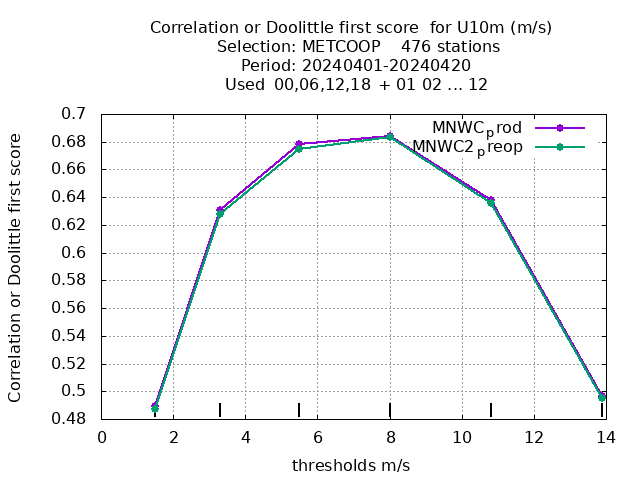 Correlation or Doolittle first score  for U10m (m/s)
Selection: METCOOP    476 stations
Period: 20240401-20240420
Used  00,06,12,18 + 01 02 ... 12
MNWCprod
MNWC2preop
Correlation or Doolittle first score
0.7
0.68
0.66
0.64
0.62
0.6
0.58
0.56
0.54
0.52
0.5
0.48
0 2 4 6 8 10 12 14
thresholds m/s